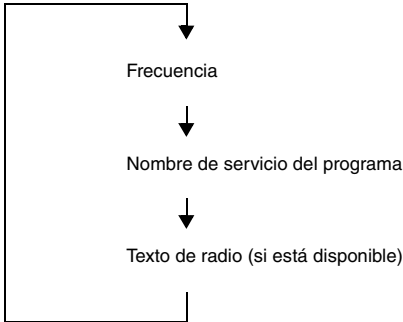 Frecuencia
Nombre de servicio del programa
Texto de radio (si está disponible)